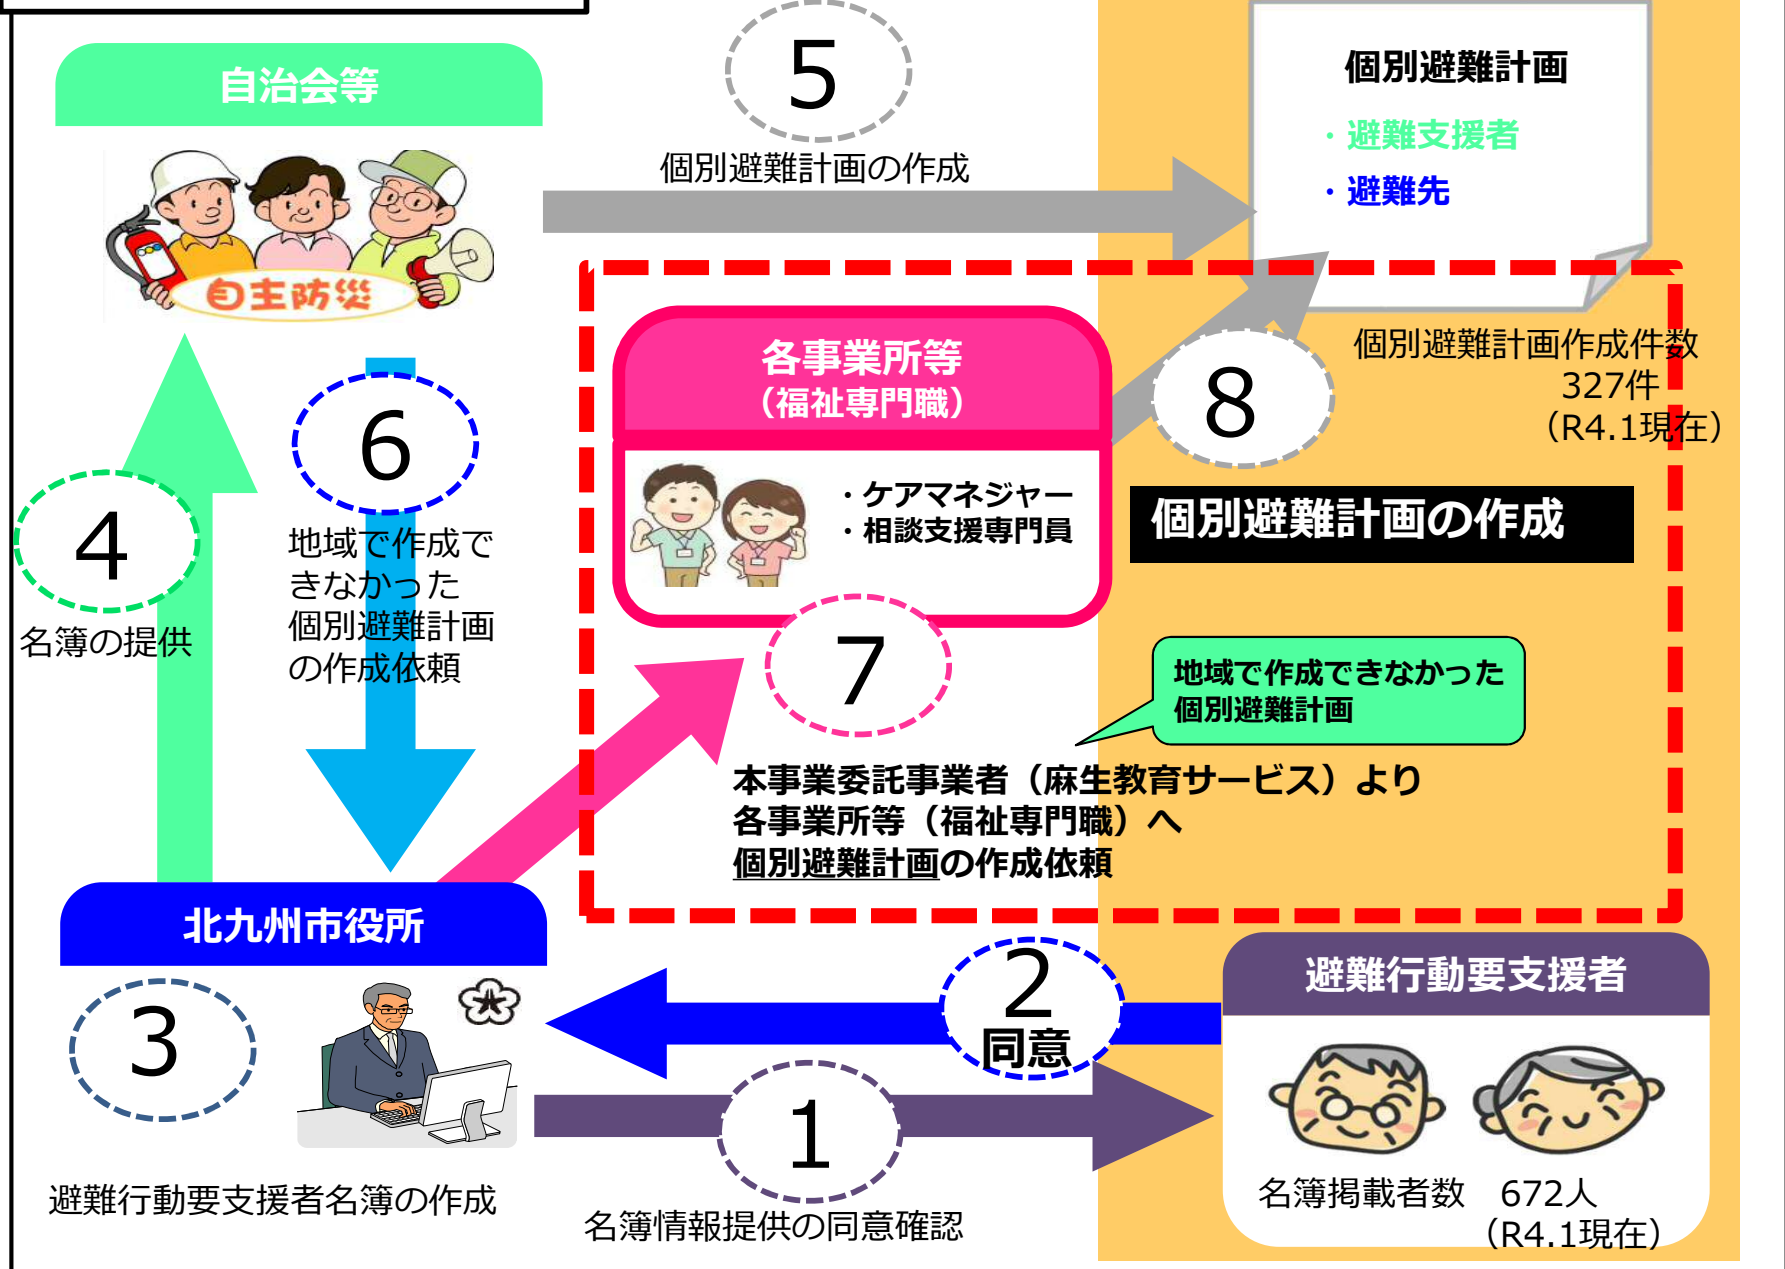 自治会等
自主防災
5
個別避難計画の作成
個別避難計画
・避難支援者
・避難先
個別避難計画作成件数
327件
（R4.1現在）
各事業所等
（福祉専門職）
・ケアマネジャー
・相談支援専門員
8
個別避難計画の作成
4
名簿の提供
6
地域で作成で
きなかった
個別避難計画
の作成依頼
7
地域で作成できなかった
個別避難計画
本事業委託事業者（麻生教育サービス）より
各事業所等（福祉専門職）へ
個別避難計画の作成依頼
北九州市役所
3
避難行動要支援者名簿の作成
2
同意
1
名簿情報提供の同意確認
避難行動要支援者
名簿掲載者数　672人
（R4.1現在）